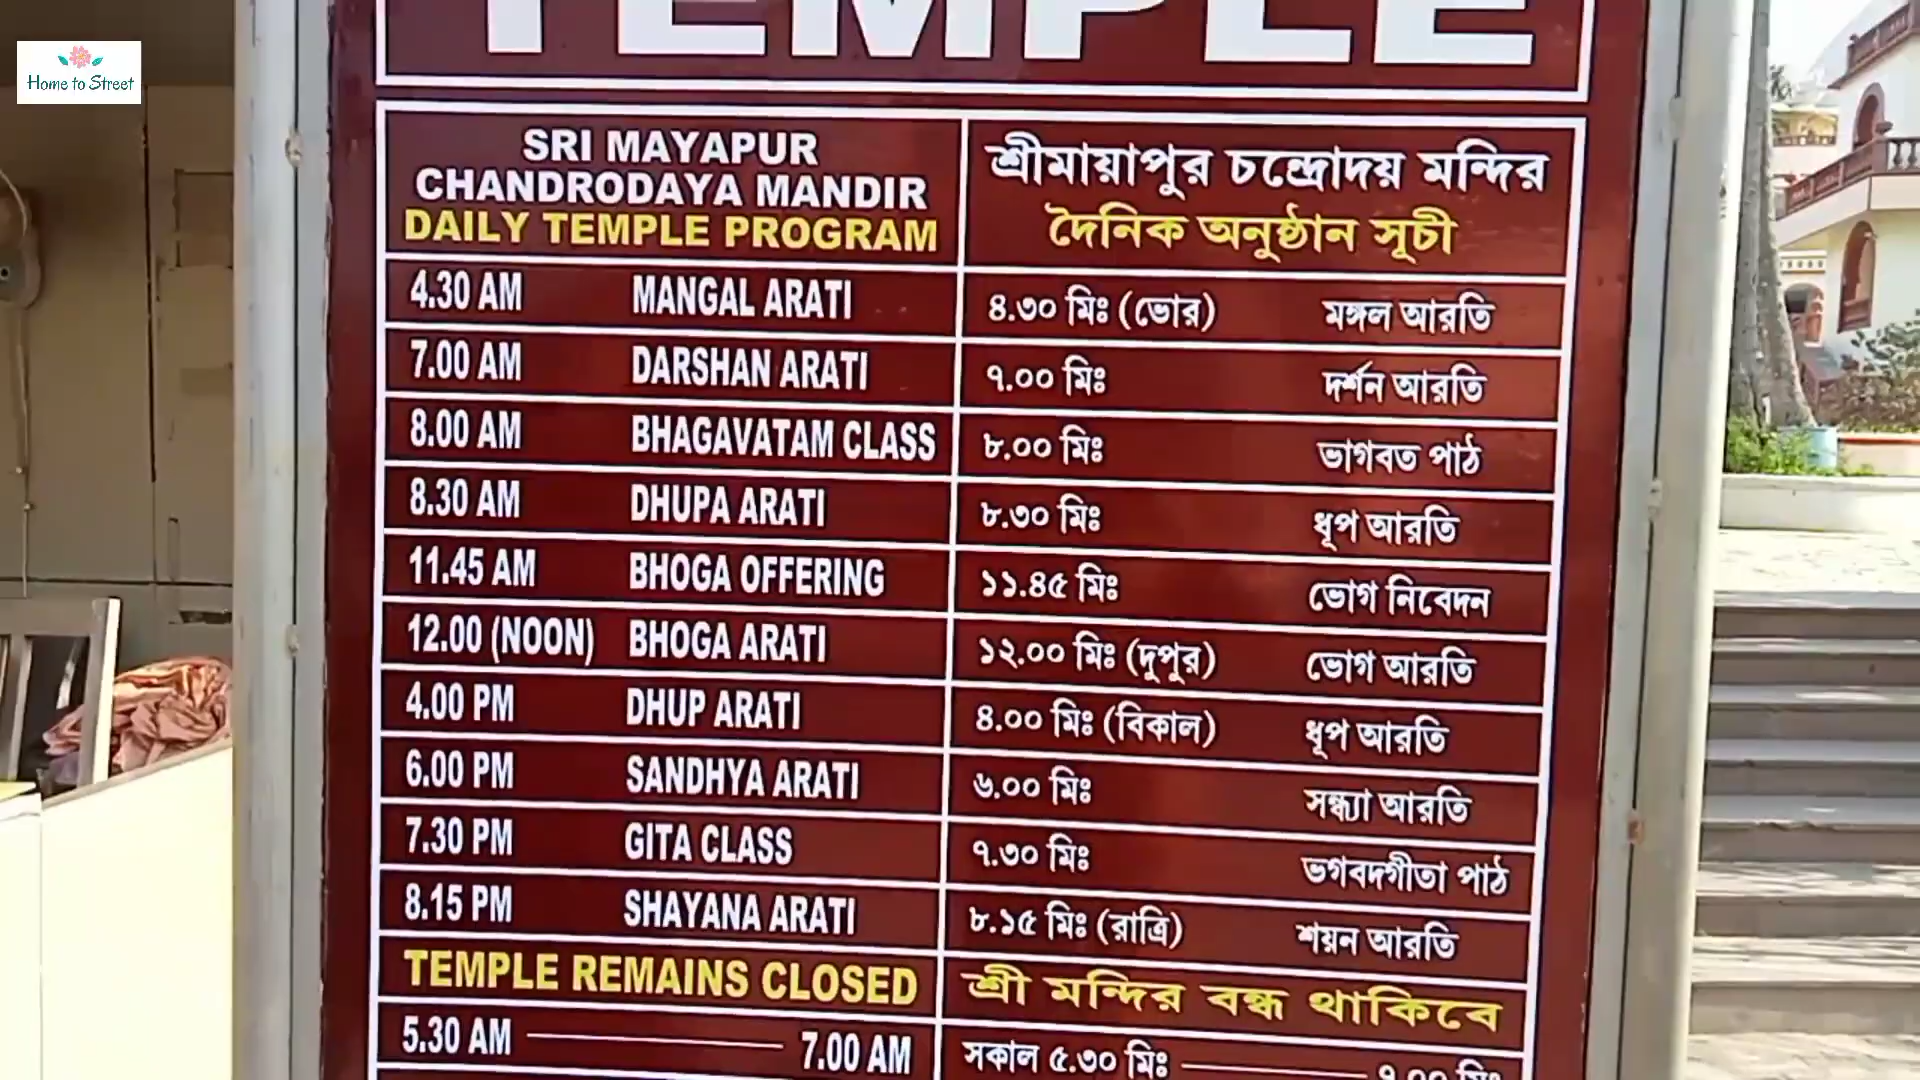 Home to Street
TEMPLE
SRI MAYAPUR
CHANDRODAYA MANDIR
DAILY TEMPLE PROGRAM
শ্রীমায়াপুর চন্দ্রোদয় মন্দির
দৈনিক অনুষ্ঠান সূচী
4.30 AM MANGAL ARATI ৪.৩০ মিঃ (ভোর) মঙ্গল আরতি
7.00 AM DARSHAN ARATI ৭.০০ মিঃ দর্শন আরতি
8.00 AM BHAGAVATAM CLASS ৮.০০ মিঃ ভাগবত পাঠ
8.30 AM DHUPA ARATI ৮.৩০ মিঃ ধূপ আরতি
11.45 AM BHOGA OFFERING ১১.৪৫ মিঃ ভোগ নিবেদন
12.00 (NOON) BHOGA ARATI ১২.০০ মিঃ (দুপুর) ভোগ আরতি
4.00 PM DHUP ARATI ৪.০০ মিঃ (বিকাল) ধূপ আরতি
6.00 PM SANDHYA ARATI ৬.০০ মিঃ সন্ধ্যা আরতি
7.30 PM GITA CLASS ৭.৩০ মিঃ ভগবদগীতা পাঠ
8.15 PM SHAYANA ARATI ৮.১৫ মিঃ (রাত্রি) শয়ন আরতি
TEMPLE REMAINS CLOSED শ্রী মন্দির বন্ধ থাকিবে
5.30 AM 7.00 AM সকাল ৫.৩০ মিঃ ৭.০০ মিঃ